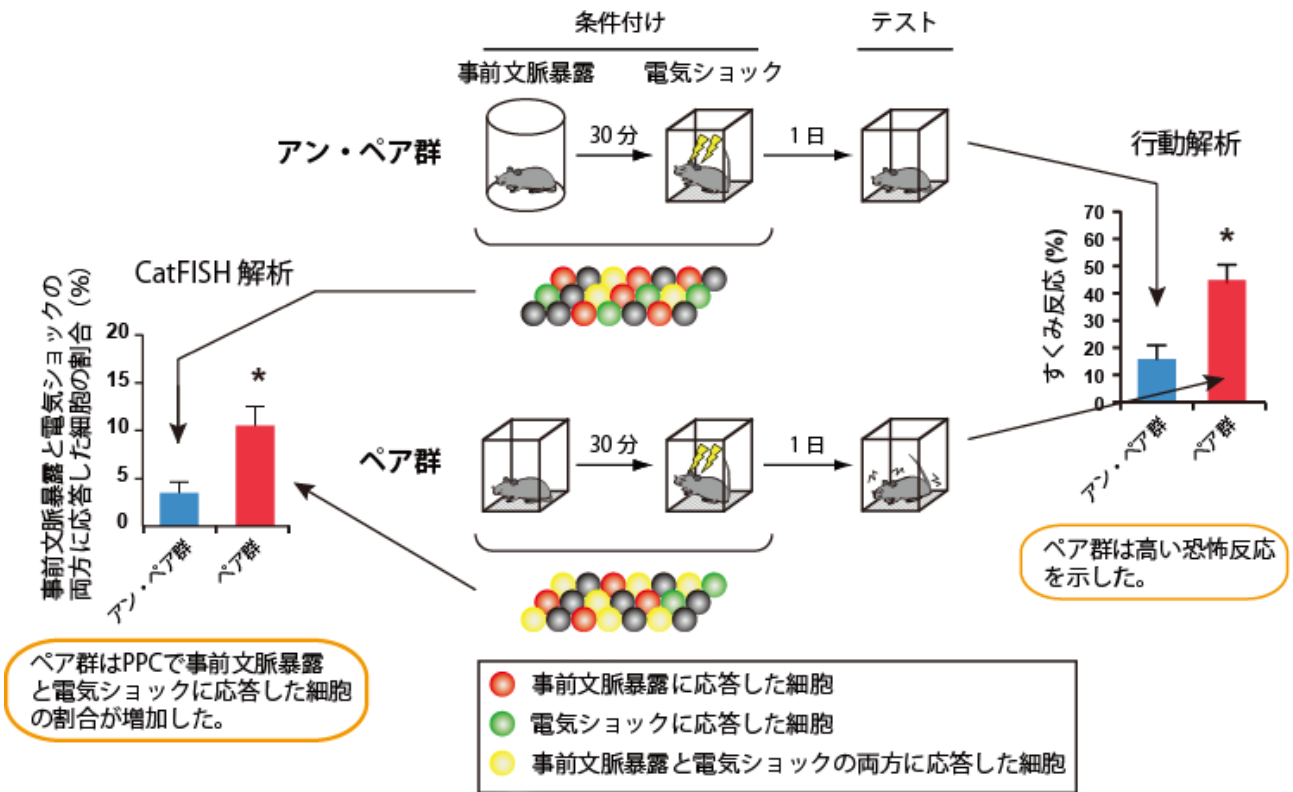 条件付け
テスト
事前文脈暴露
電気ショック
アン・ペア群
30 分
1 日
行動解析
CatFISH 解析
事前文脈暴露と電気ショックの
両方に応答した細胞の割合（%）
20
15
10
5
0
*
アン・ペア群
ペア群
すくみ反応 (%)
70
60
50
40
30
20
10
0
*
アン・ペア群
ペア群
ペア群
30 分
1 日
ペア群は高い恐怖反応
を示した。
ペア群はPPCで事前文脈暴露
と電気ショックに応答した細胞
の割合が増加した。
事前文脈暴露に応答した細胞
電気ショックに応答した細胞
事前文脈暴露と電気ショックの両方に応答した細胞